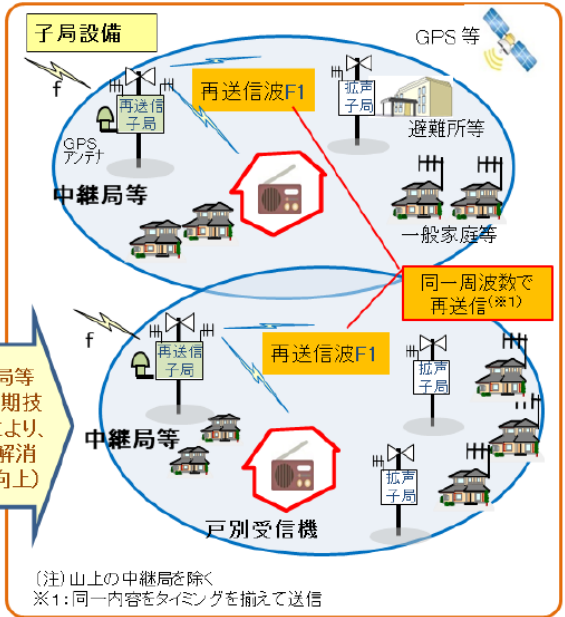 子局設備
GPS等
f
再送信
子局
再送信波F1
拡声
子局
避難所等
GPS
アンテナ
中継局等
一般家庭等
同一周波数で
再送信(※1)
f
再送信
子局
再送信波F1
拡声
子局
局等
期技
により、
解消
向上)
中継局等
拡声
子局
戸別受信機
(注)山上の中継局を除く
※1:同一内容をタイミングを揃えて送信